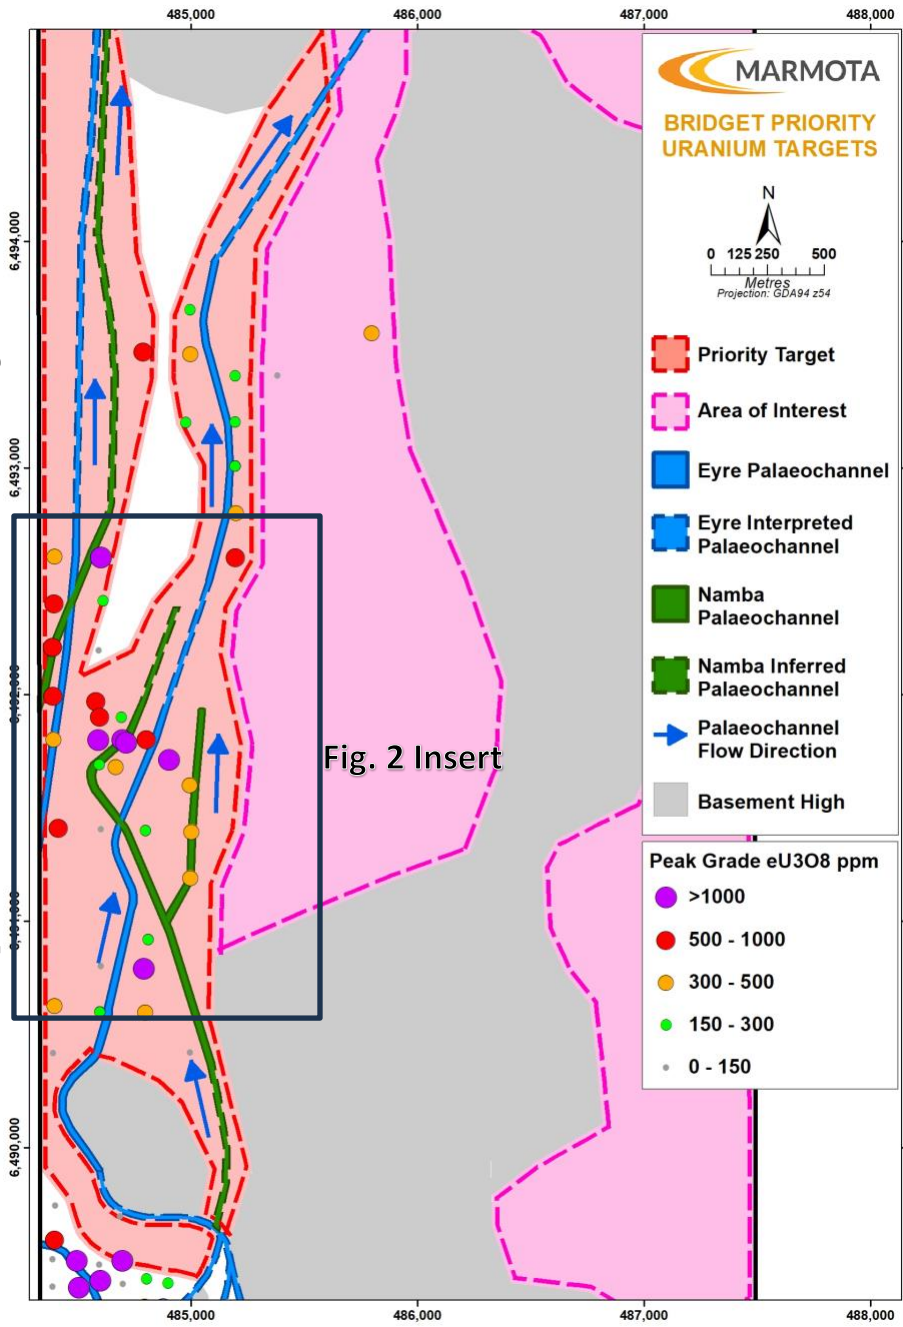 485,000 486,000 487,000 488,000
MARMOTA
BRIDGET PRIORITY
URANIUM TARGETS
N
0 125 250 500
Metres
Projection: GDA94 z54
Priority Target
Area of Interest
Eyre Palaeochannel
Eyre Interpreted
Palaeochannel
Namba
Palaeochannel
Namba Inferred
Palaeochannel
Palaeochannel
Flow Direction
Basement High
Peak Grade eU3O8 ppm
>1000
500 - 1000
300 - 500
150 - 300
0 - 150
Fig. 2 Insert
6,494,000
6,493,000
6,490,000
485,000 486,000 487,000 488,000